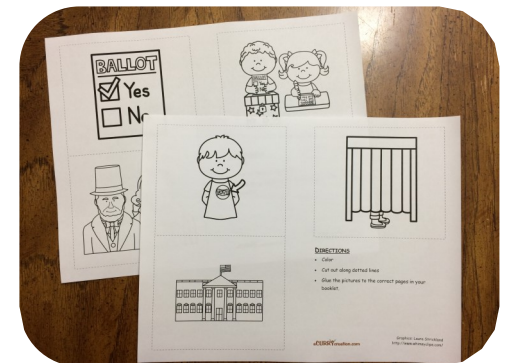 BALLOT
Yes
No
DIRECTIONS
• Color
• Cut out along dotted lines
• Glue the pictures to the correct pages in your
booklet.